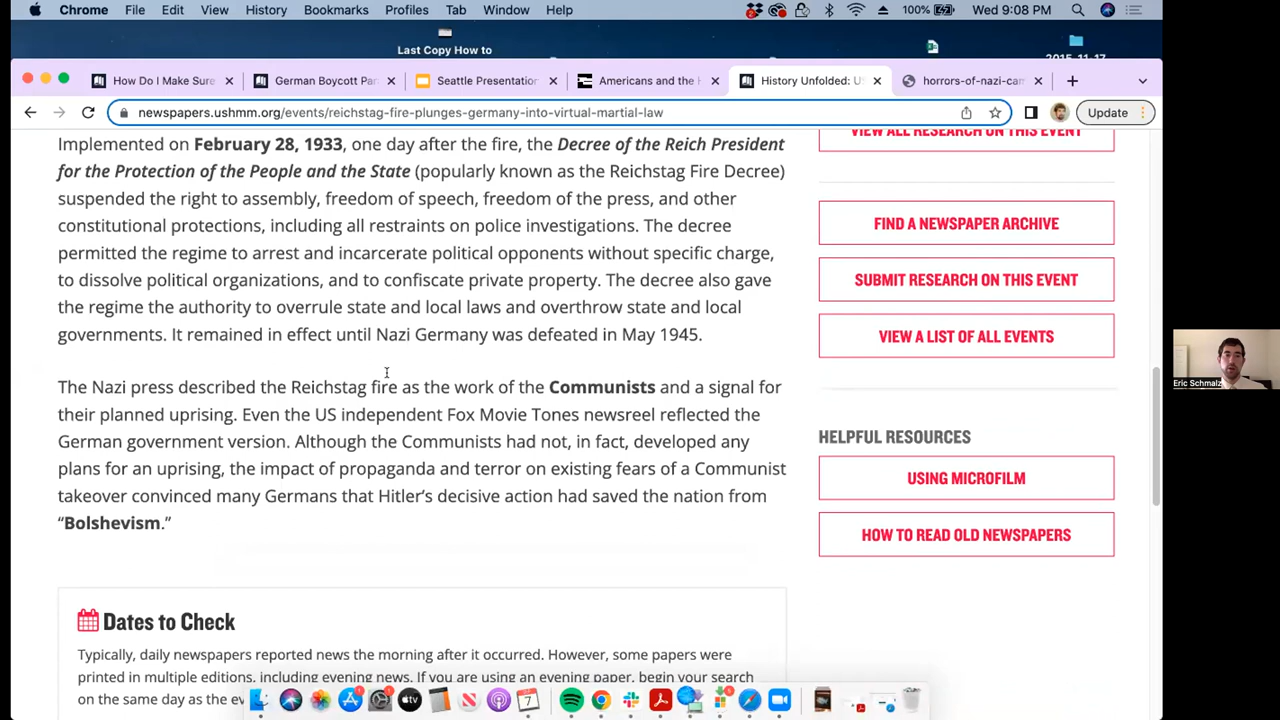 Chrome File Edit View History Bookmarks Profiles Tab Window Help 100% Wed 9:08 PM
Last Copy How to
2015-11-17
How Do I Make Sure German Boycott Par Seattle Presentation Americans and the H History Unfolded: US horrors-of-nazi-cam
newspapers.ushmm.org/events/reichstag-fire-plunges-germany-into-virtual-martial-law Update
Implemented on February 28, 1933, one day after the fire, the Decree of the Reich President
for the Protection of the People and the State (popularly known as the Reichstag Fire Decree)
suspended the right to assembly, freedom of speech, freedom of the press, and other
constitutional protections, including all restraints on police investigations. The decree
permitted the regime to arrest and incarcerate political opponents without specific charge,
to dissolve political organizations, and to confiscate private property. The decree also gave
the regime the authority to overrule state and local laws and overthrow state and local
governments. It remained in effect until Nazi Germany was defeated in May 1945.
The Nazi press described the Reichstag fire as the work of the Communists and a signal for
their planned uprising. Even the US independent Fox Movie Tones newsreel reflected the
German government version. Although the Communists had not, in fact, developed any
plans for an uprising, the impact of propaganda and terror on existing fears of a Communist
takeover convinced many Germans that Hitler's decisive action had saved the nation from
“Bolshevism.”
Dates to Check
Typically, daily newspapers reported news the morning after it occurred. However, some papers were
printed in multiple editions, including evening news. If you are using an evening paper, begin your search
on the same day as the eve
VIEW ALL RESEARCH ON THIS EVENT
FIND A NEWSPAPER ARCHIVE
SUBMIT RESEARCH ON THIS EVENT
VIEW A LIST OF ALL EVENTS
HELPFUL RESOURCES
USING MICROFILM
HOW TO READ OLD NEWSPAPERS
Eric Schmalz
tv
7